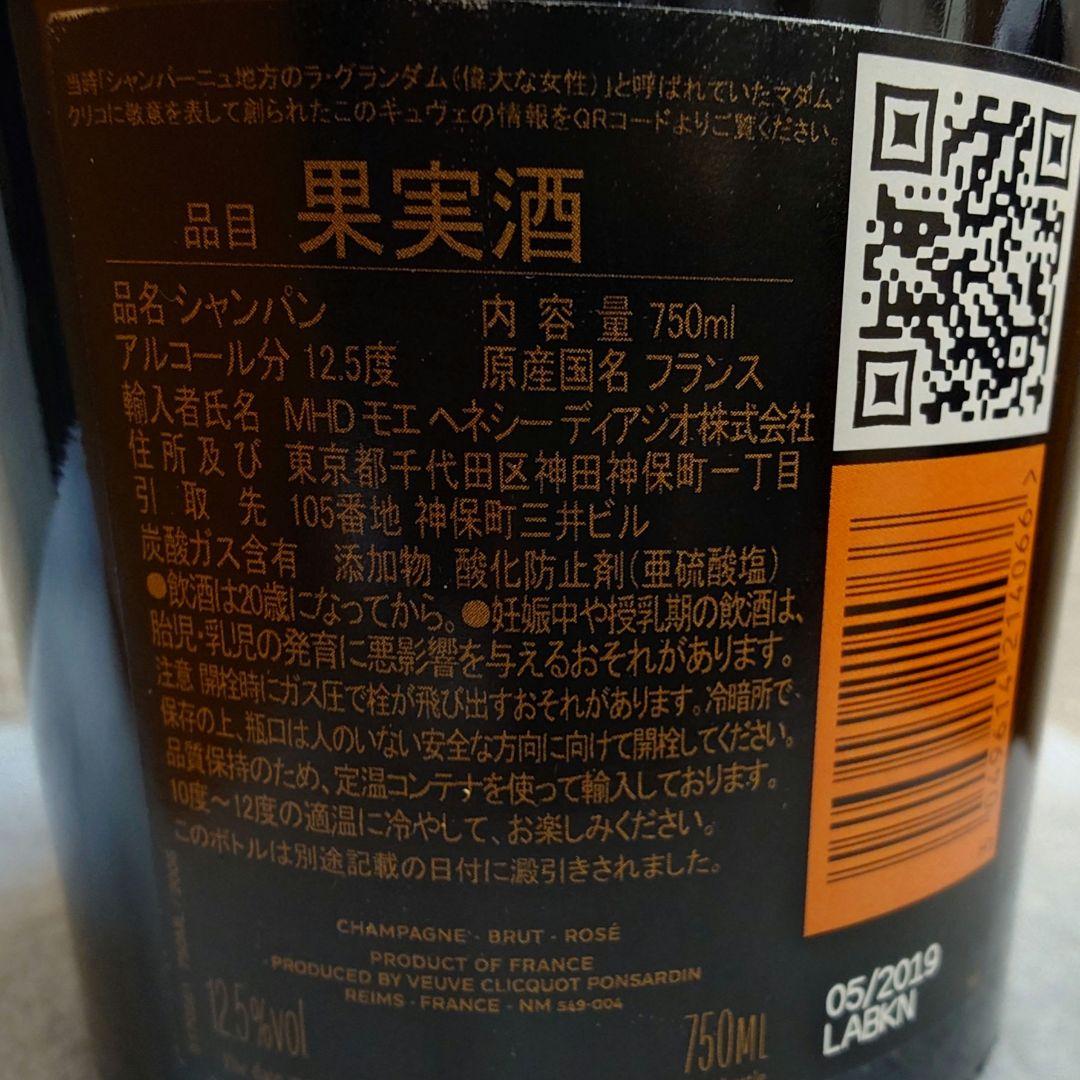 当時「シャンパーニュ地方のラ・グランダム(偉大な女性)」と呼ばれていたマダム・
クリコに敬意を表して創られたこのキュヴェの情報をQRコードよりご覧ください。
品目 果実酒
品名 シャンパン 内容量 750ml
アルコール分 12.5度 原産国名 フランス
輸入者氏名 MHD モエ ヘネシー ディアジオ株式会社
住所及び 東京都千代田区神田神保町一丁目
引取先 105番地 神保町三井ビル
炭酸ガス含有 添加物 酸化防止剤(亜硫酸塩)
●飲酒は20歳になってから。●妊娠中や授乳期の飲酒は、
胎児・乳児の発育に悪影響を与えるおそれがあります。
注意 開栓時にガス圧で栓が飛び出すおそれがあります。冷暗所で、
保存の上、瓶口は人のいない安全な方向に向けて開栓してください。
品質保持のため、定温コンテナを使って輸入しております。
10度〜12度の適温に冷やして、お楽しみください。
このボトルは別途記載の日付に澱引きされました。
CHAMPAGNE - BRUT - ROSÉ
PRODUCT OF FRANCE
PRODUCED BY VEUVE CLICQUOT PONSARDIN
REIMS - FRANCE - NM 549-004
12.5%vol 750ML
05/2019
LABKN